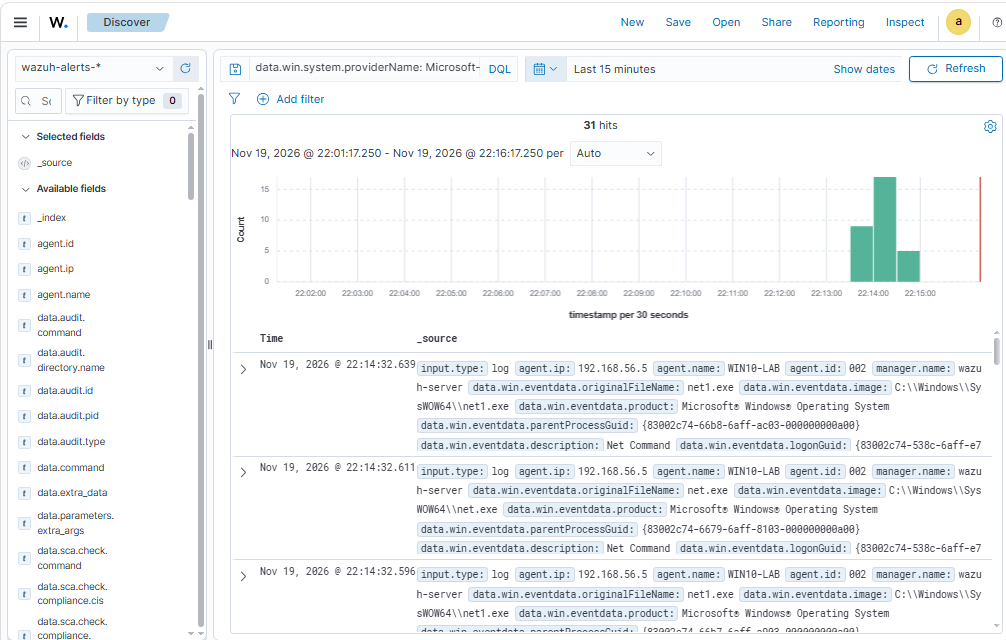 W. Discover New Save Open Share Reporting Inspect a
wazuh-alerts-*
data.win.system.providerName: Microsoft- DQL Last 15 minutes Show dates Refresh
Filter by type 0
Add filter
Selected fields
_source
Available fields
_index
agent.id
agent.ip
agent.name
data.audit.
command
data.audit.
directory.name
data.audit.id
data.audit.pid
data.audit.type
data.command
data.extra_data
data.parameters.
extra_args
data.sca.check.
command
data.sca.check.
compliance.cis
data.sca.check.
compliance.
31 hits
Nov 19, 2026 @ 22:01:17.250 - Nov 19, 2026 @ 22:16:17.250 per Auto
Count
15
10
5
0
22:02:00 22:03:00 22:04:00 22:05:00 22:06:00 22:07:00 22:08:00 22:09:00 22:10:00 22:11:00 22:12:00 22:13:00 22:14:00 22:15:00
timestamp per 30 seconds
Time _source
Nov 19, 2026 @ 22:14:32.639 input.type: log agent.ip: 192.168.56.5 agent.name: WIN10-LAB agent.id: 002 manager.name: wazu
h-server data.win.eventdata.originalFileName: net1.exe data.win.eventdata.image: C:\\Windows\\Sy
sWOW64\\net1.exe data.win.eventdata.product: Microsoft® Windows® Operating System
data.win.eventdata.parentProcessGuid: {83002c74-66b8-6aff-ac03-000000000a00}
data.win.eventdata.description: Net Command data.win.eventdata.logonGuid: {83002c74-538c-6aff-e7
Nov 19, 2026 @ 22:14:32.611 input.type: log agent.ip: 192.168.56.5 agent.name: WIN10-LAB agent.id: 002 manager.name: wazu
h-server data.win.eventdata.originalFileName: net.exe data.win.eventdata.image: C:\\Windows\\Sys
WOW64\\net.exe data.win.eventdata.product: Microsoft® Windows® Operating System
data.win.eventdata.parentProcessGuid: {83002c74-6679-6aff-8103-000000000a00}
data.win.eventdata.description: Net Command data.win.eventdata.logonGuid: {83002c74-538c-6aff-e7
Nov 19, 2026 @ 22:14:32.596 input.type: log agent.ip: 192.168.56.5 agent.name: WIN10-LAB agent.id: 002 manager.name: wazu
h-server data.win.eventdata.originalFileName: net1.exe data.win.eventdata.image: C:\\Windows\\Sy
sWOW64\\net1.exe data.win.eventdata.product: Microsoft® Windows® Operating System